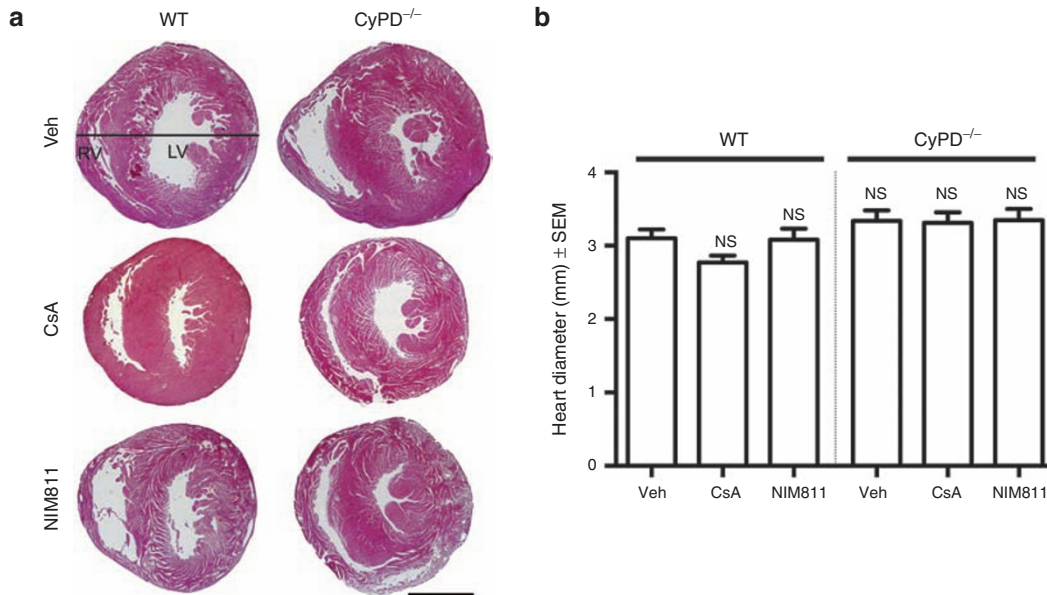 a
WT
CyPD–/–
Veh
RV
LV
CsA
NIM811
b
WT
CyPD–/–
Heart diameter (mm) ± SEM
4
3
2
1
0
NS
NS
NS
NS
NS
Veh
CsA
NIM811
Veh
CsA
NIM811